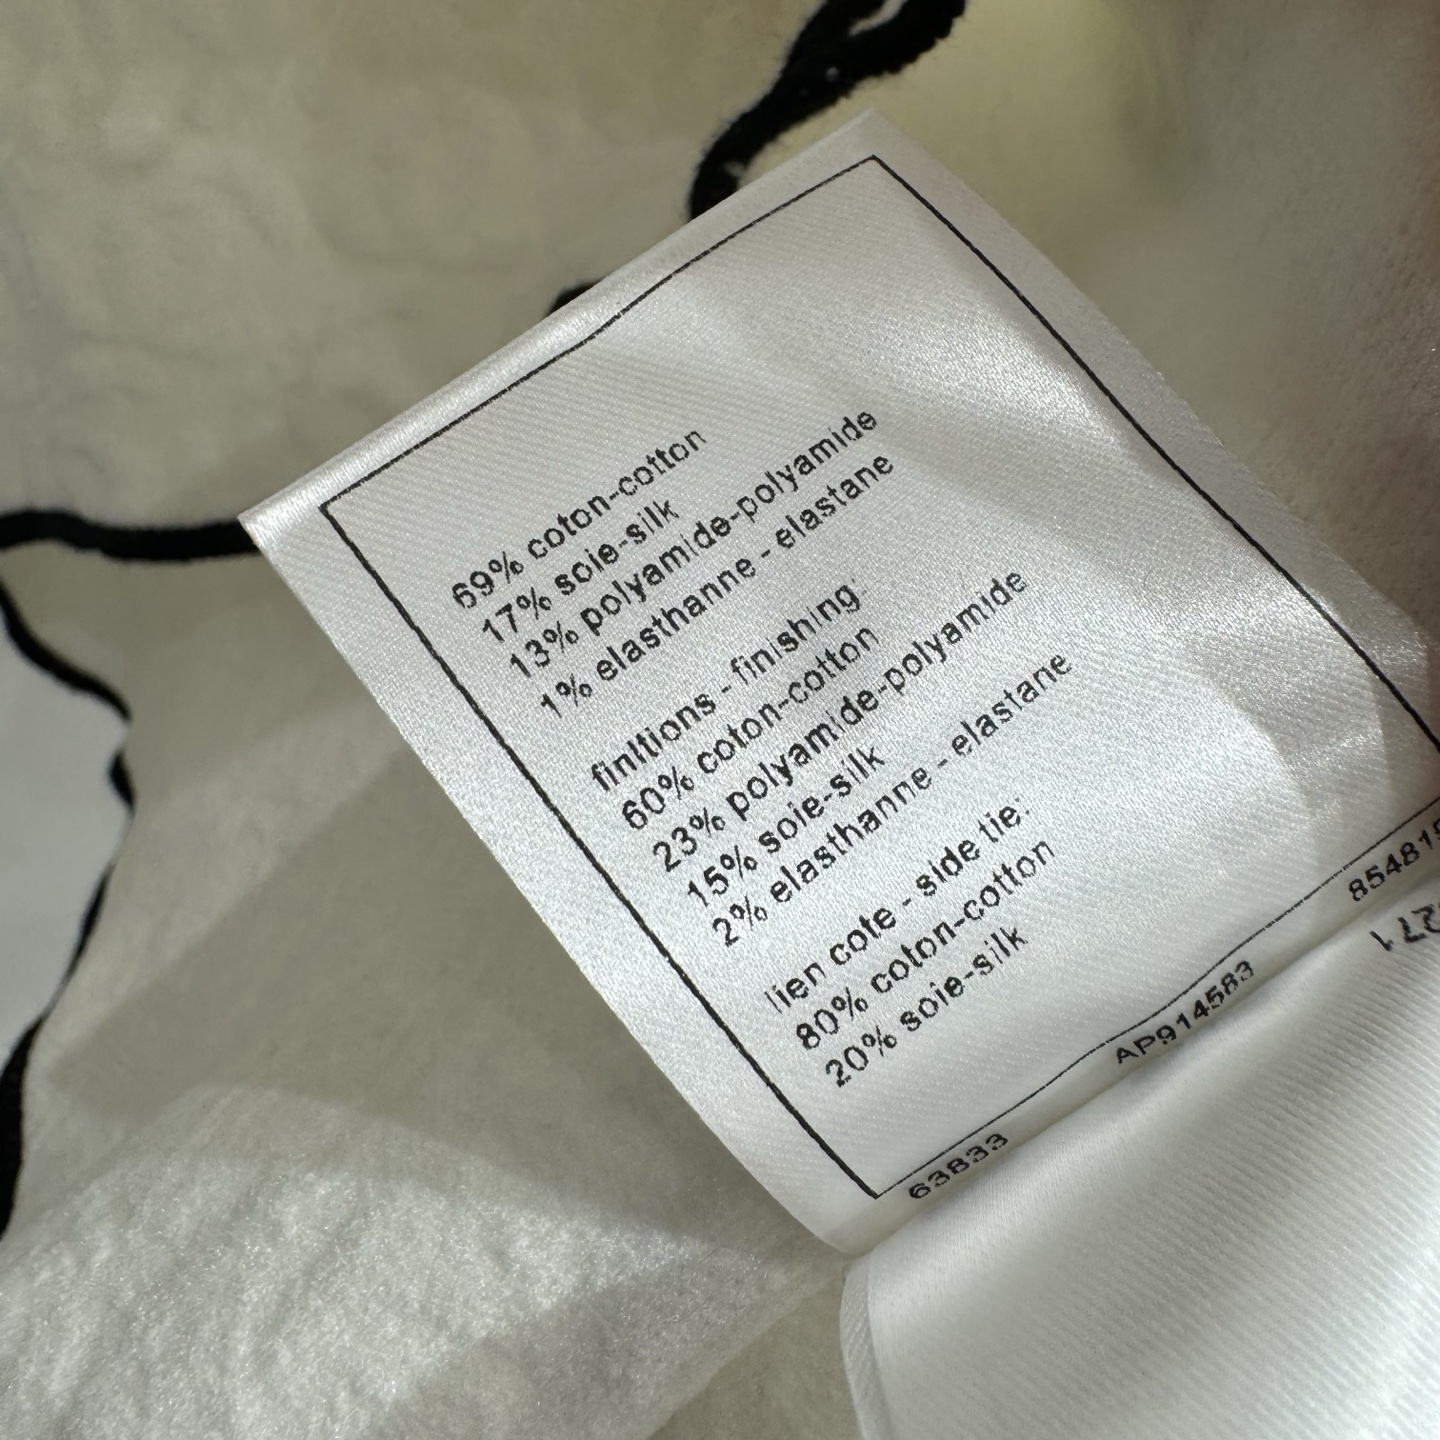 69% coton-cotton
17% soie-silk
13% polyamide-polyamide
1% elasthanne - elastane
finitions - finishing:
60% coton-cotton
23% polyamide-polyamide
15% soie-silk
2% elasthanne - elastane
lien cote - side tie:
80% coton-cotton
20% soie-silk
63833 AP914583